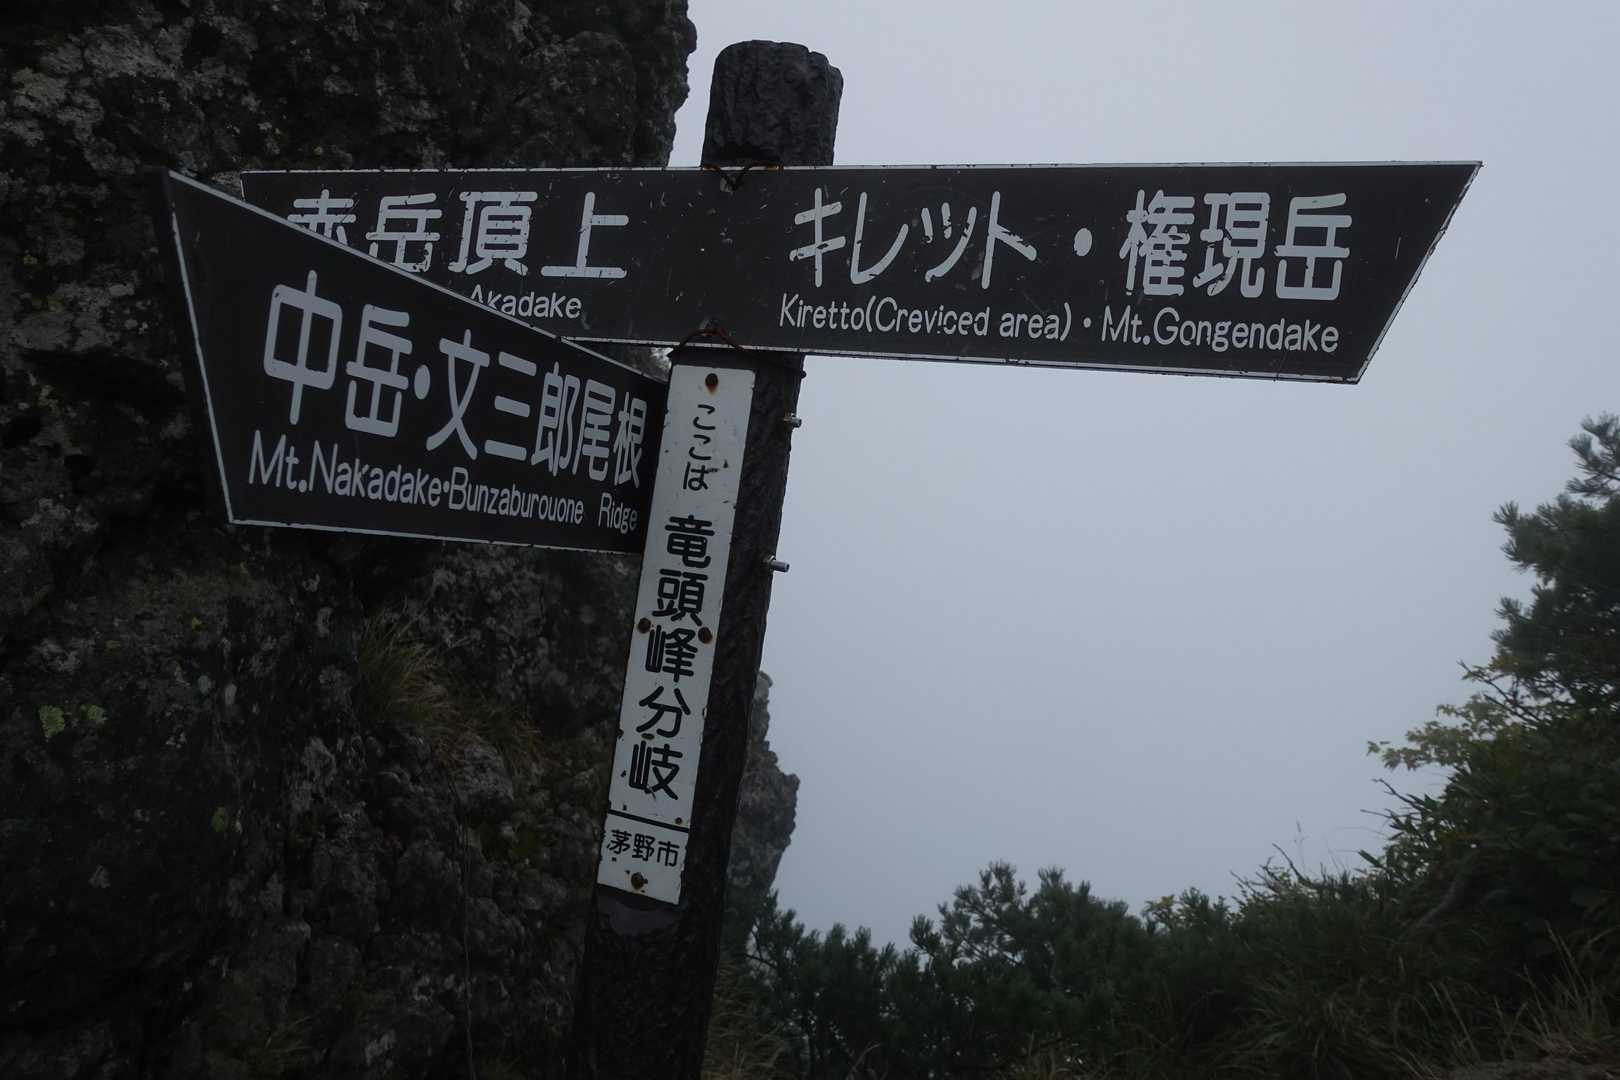 赤岳頂上
Akadake
キレット・権現岳
Kiretto(Creviced area)・Mt.Gongendake
中岳・文三郎尾根
Mt.Nakadake・Bunzaburouone Ridge
ここは 竜頭峰分岐
茅野市